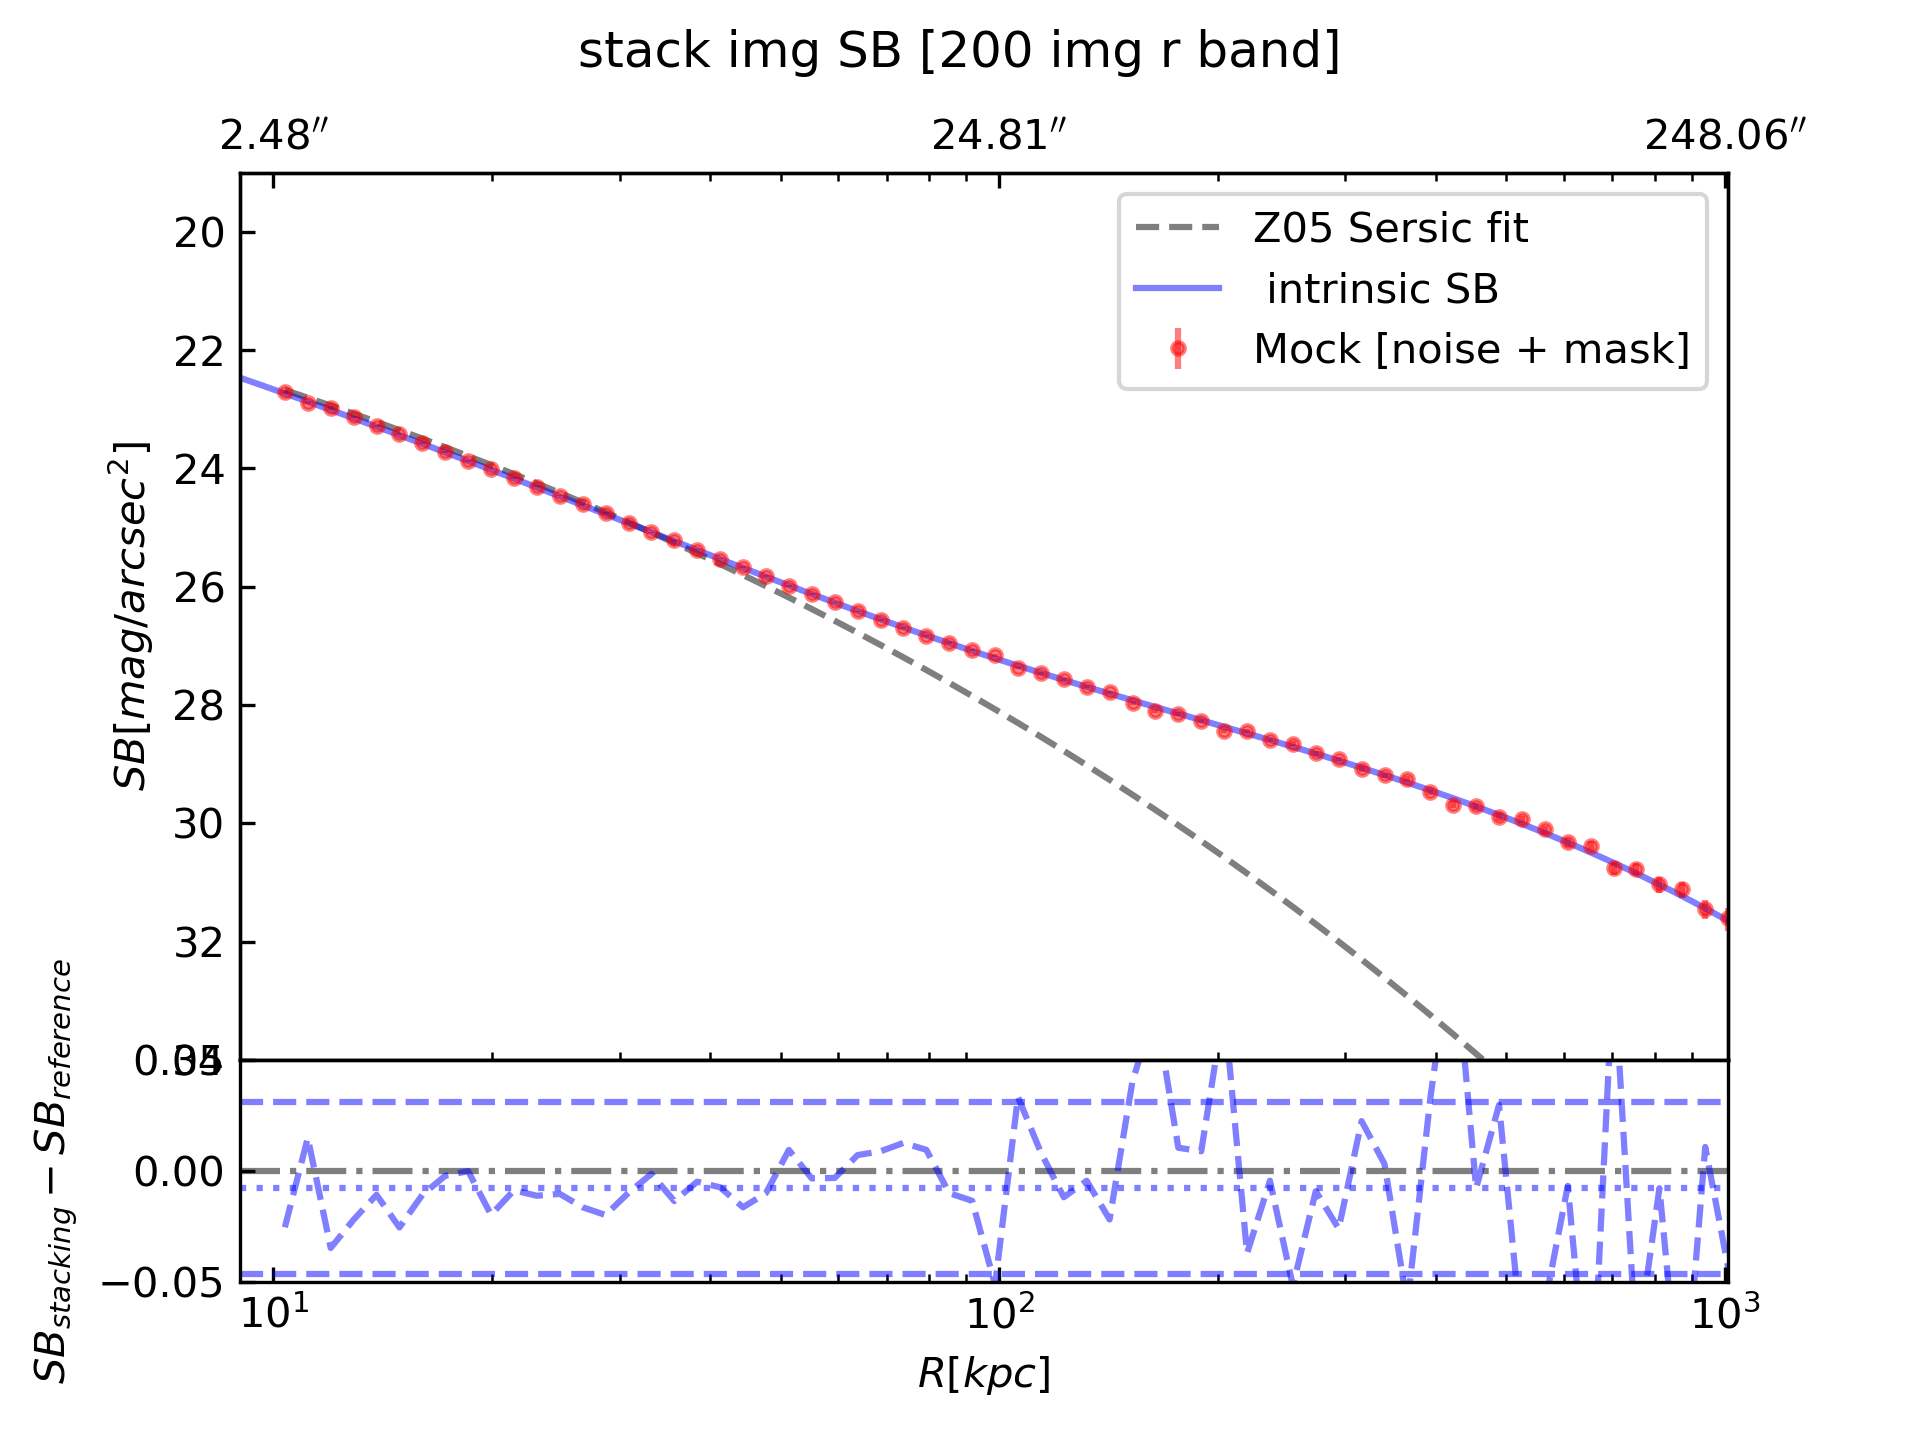 stack img SB [200 img r band]
2.48″ 24.81″ 248.06″
Z05 Sersic fit
intrinsic SB
Mock [noise + mask]
20
22
24
26
28
30
32
34
SB[mag/arcsec²]
0.05
0.00
−0.05
SB_stacking − SB_reference
10¹ 10² 10³
R[kpc]